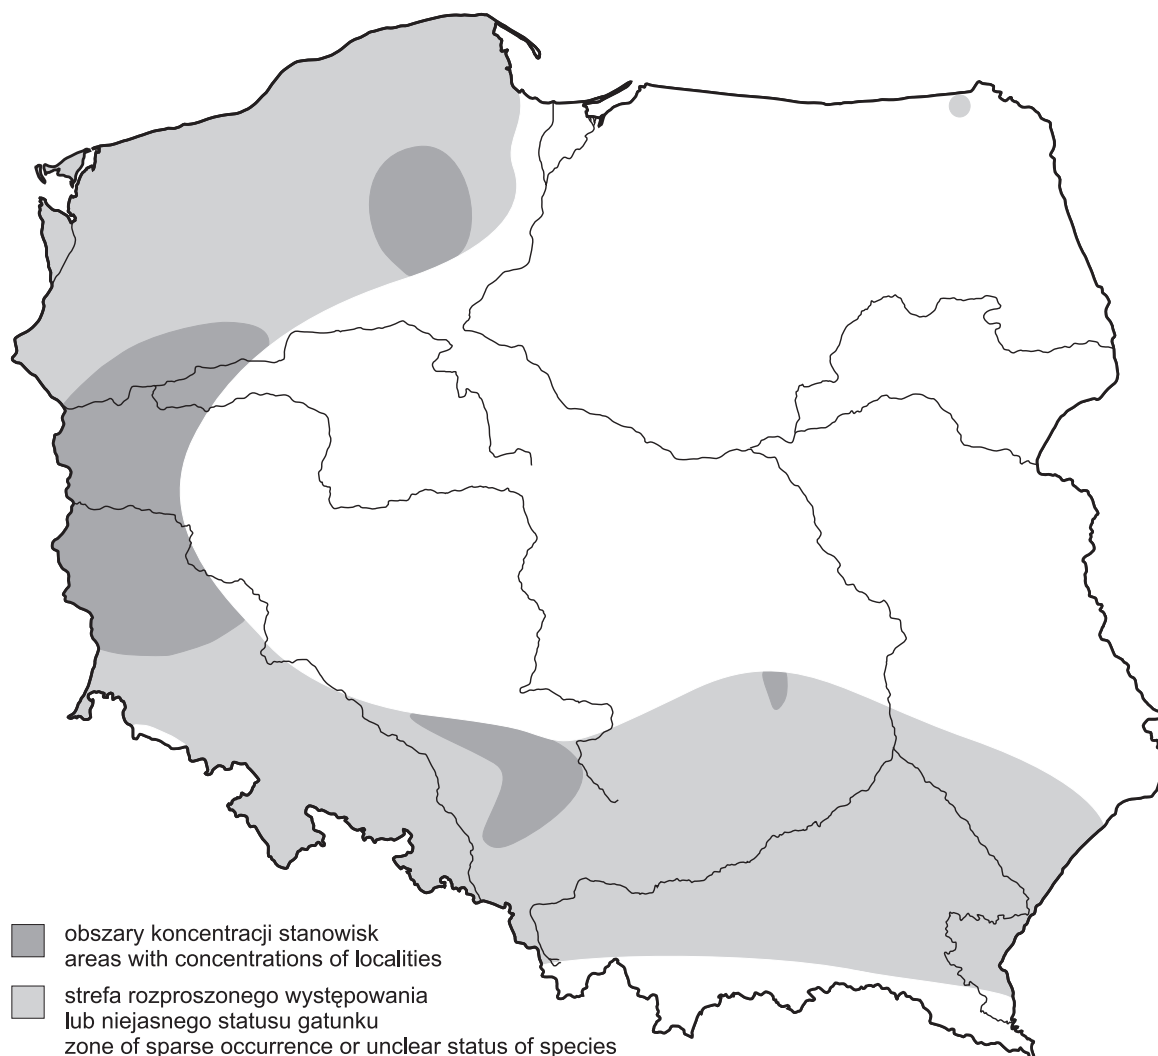 obszary koncentracji stanowisk
areas with concentrations of localities
strefa rozproszonego występowania
lub niejasnego statusu gatunku
zone of sparse occurrence or unclear status of species